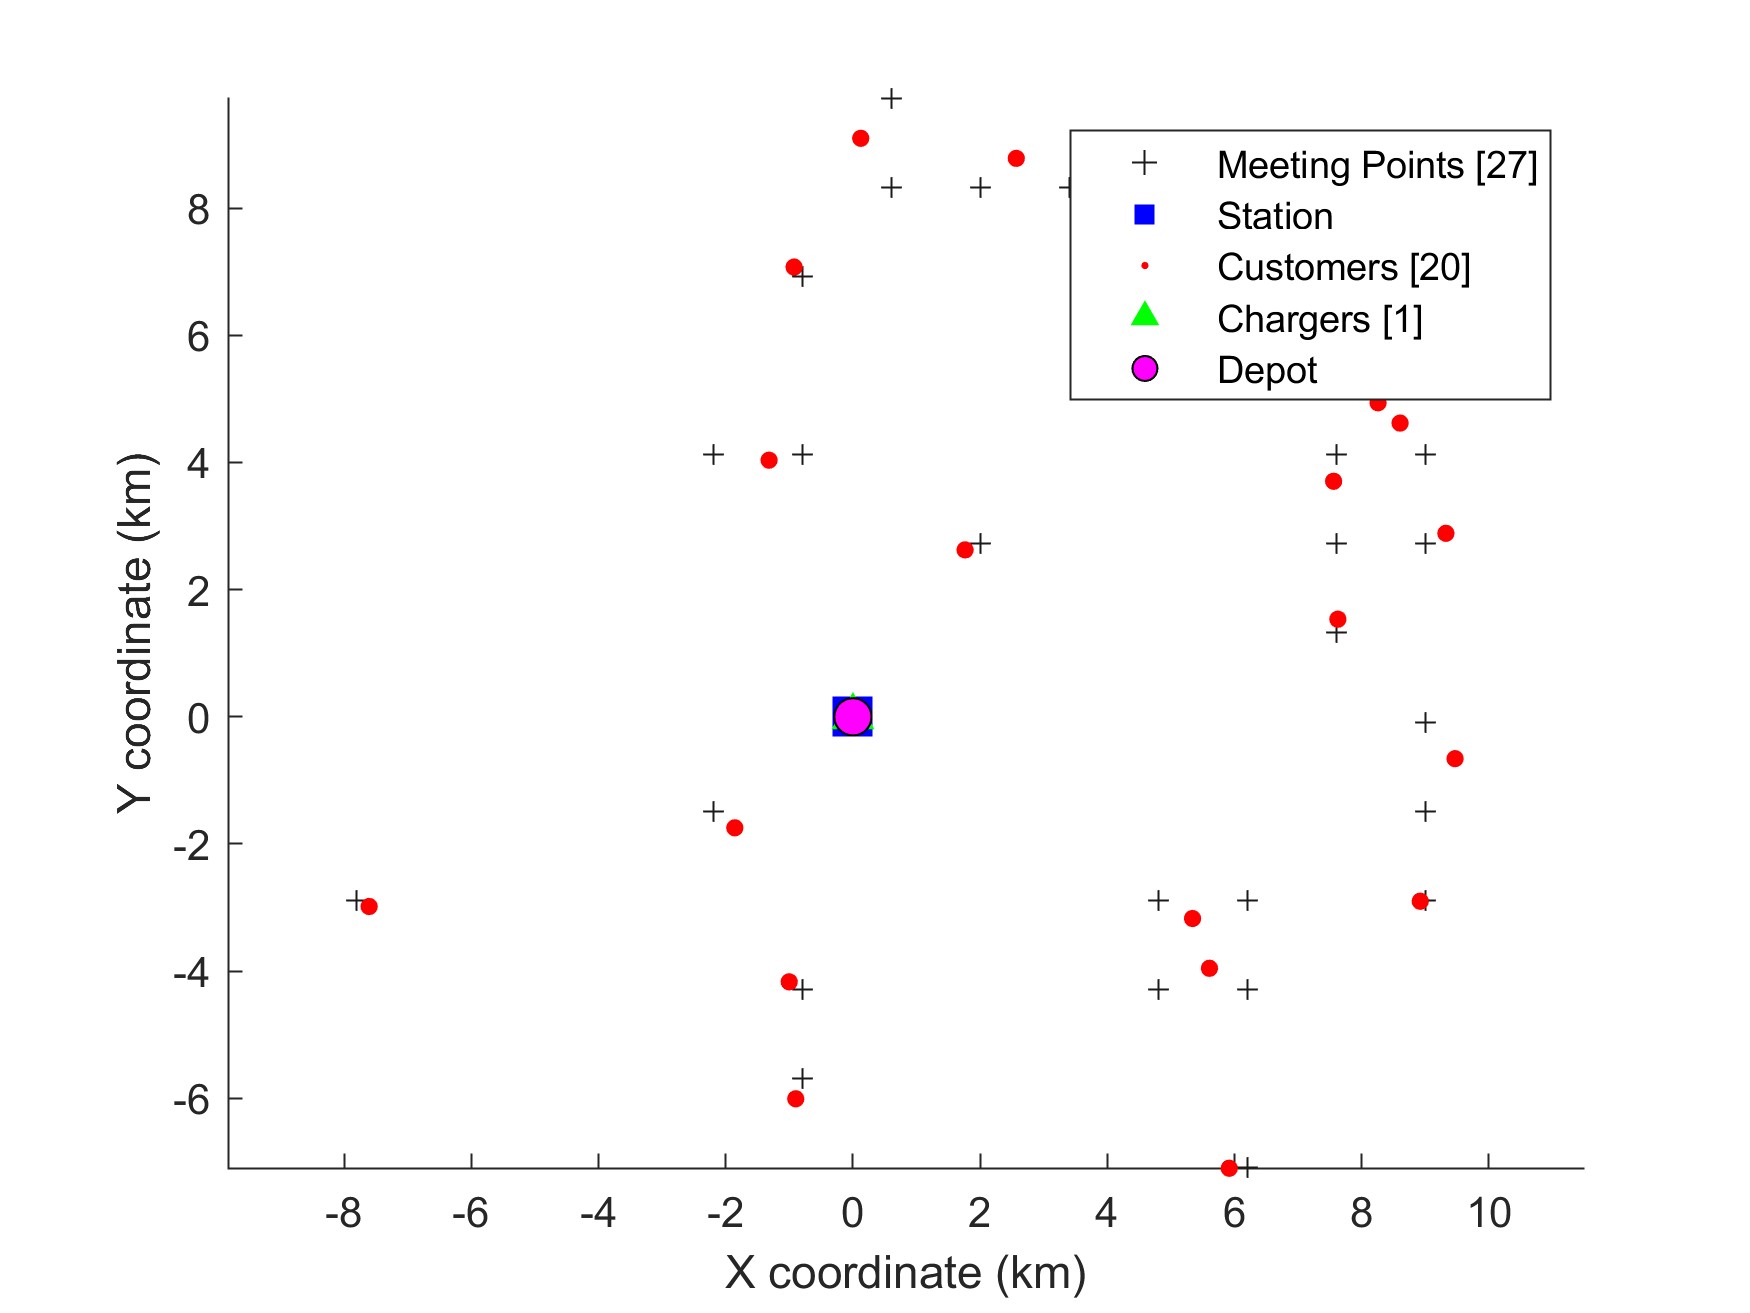 Meeting Points [27]
Station
Customers [20]
Chargers [1]
Depot
8
6
4
2
0
-2
-4
-6
Y coordinate (km)
-8 -6 -4 -2 0 2 4 6 8 10
X coordinate (km)